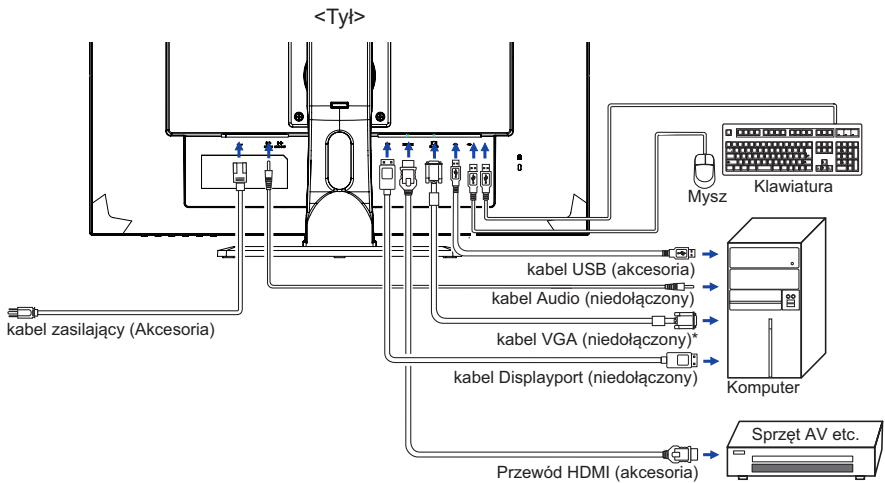 <Tył>
Mysz
Klawiatura
kabel USB (akcesoria)
kabel Audio (niedołączony)
kabel zasilający (Akcesoria)
kabel VGA (niedołączony)*
kabel Displayport (niedołączony)
Komputer
Sprzęt AV etc.
Przewód HDMI (akcesoria)